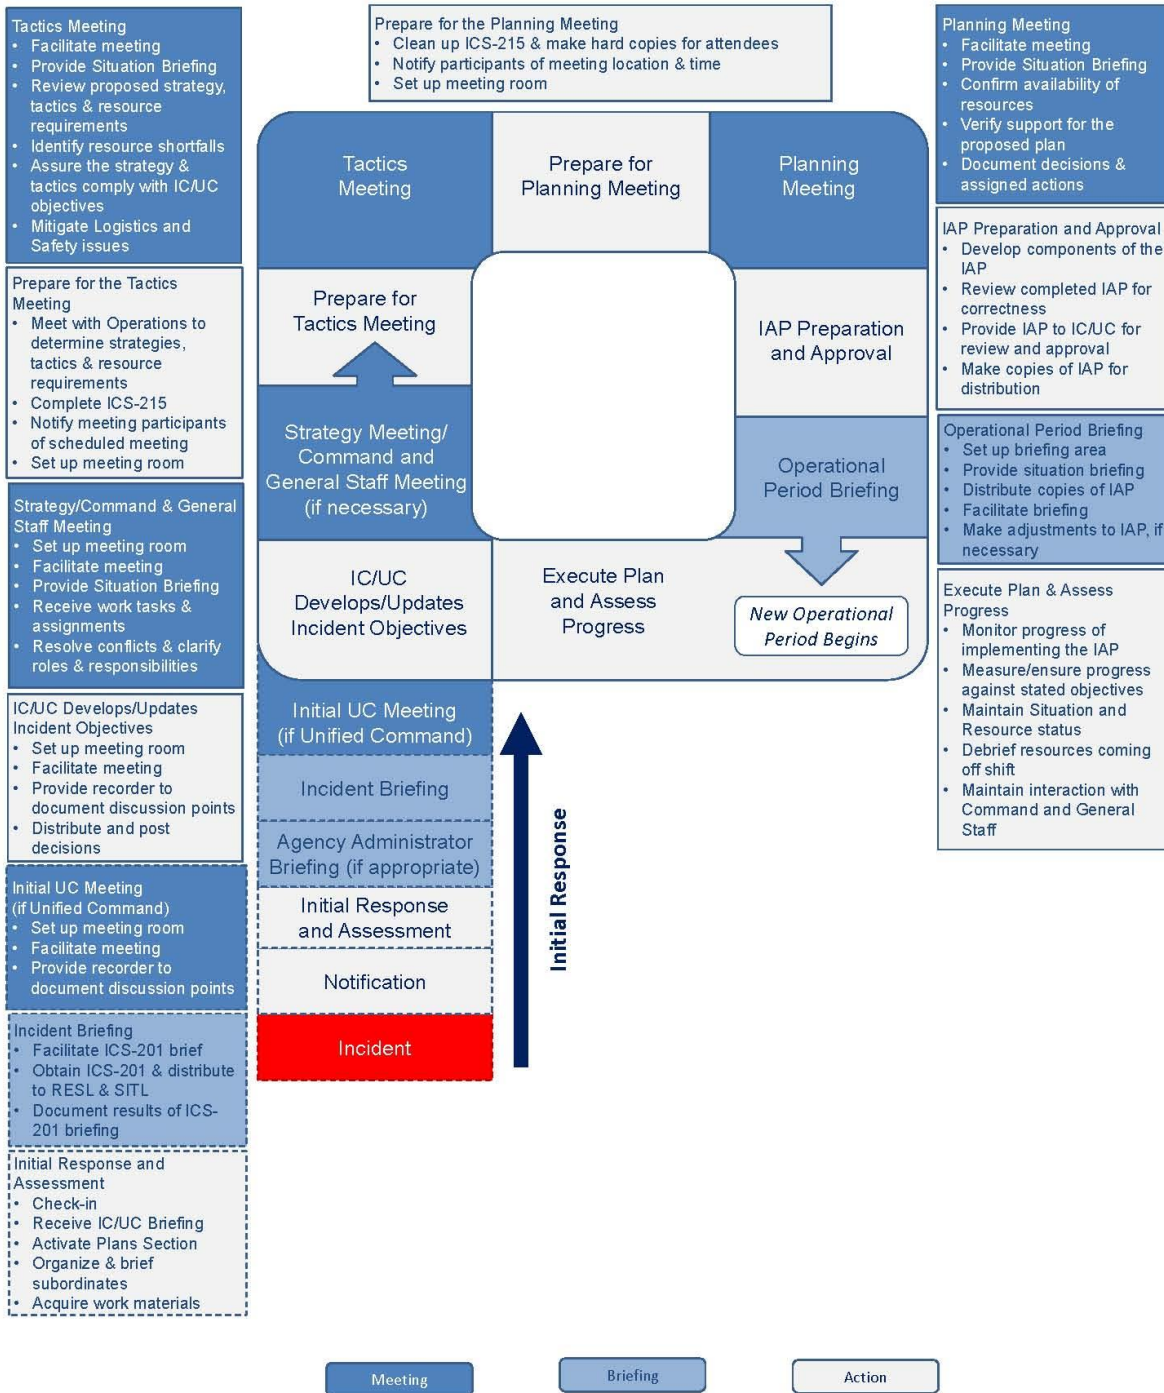 Tactics Meeting
• Facilitate meeting
• Provide Situation Briefing
• Review proposed strategy,
tactics & resource
requirements
• Identify resource shortfalls
• Assure the strategy &
tactics comply with IC/UC
objectives
• Mitigate Logistics and
Safety issues
Prepare for the Tactics
Meeting
• Meet with Operations to
determine strategies,
tactics & resource
requirements
• Complete ICS-215
• Notify meeting participants
of scheduled meeting
• Set up meeting room
Strategy/Command & General
Staff Meeting
• Set up meeting room
• Facilitate meeting
• Provide Situation Briefing
• Receive work tasks &
assignments
• Resolve conflicts & clarify
roles & responsibilities
IC/UC Develops/Updates
Incident Objectives
• Set up meeting room
• Facilitate meeting
• Provide recorder to
document discussion points
• Distribute and post
decisions
Initial UC Meeting
(if Unified Command)
• Set up meeting room
• Facilitate meeting
• Provide recorder to
document discussion points
Incident Briefing
• Facilitate ICS-201 brief
• Obtain ICS-201 & distribute
to RESL & SITL
• Document results of ICS-
201 briefing
Initial Response and
Assessment
• Check-in
• Receive IC/UC Briefing
• Activate Plans Section
• Organize & brief
subordinates
• Acquire work materials
Prepare for the Planning Meeting
• Clean up ICS-215 & make hard copies for attendees
• Notify participants of meeting location & time
• Set up meeting room
Tactics
Meeting
Prepare for
Planning Meeting
Planning
Meeting
Prepare for
Tactics Meeting
IAP Preparation
and Approval
Strategy Meeting/
Command and
General Staff Meeting
(if necessary)
Operational
Period Briefing
IC/UC
Develops/Updates
Incident Objectives
Execute Plan
and Assess
Progress
New Operational
Period Begins
Initial UC Meeting
(if Unified Command)
Incident Briefing
Agency Administrator
Briefing (if appropriate)
Initial Response
and Assessment
Notification
Incident
Initial Response
Planning Meeting
• Facilitate meeting
• Provide Situation Briefing
• Confirm availability of
resources
• Verify support for the
proposed plan
• Document decisions &
assigned actions
IAP Preparation and Approval
• Develop components of the
IAP
• Review completed IAP for
correctness
• Provide IAP to IC/UC for
review and approval
• Make copies of IAP for
distribution
Operational Period Briefing
• Set up briefing area
• Provide situation briefing
• Distribute copies of IAP
• Facilitate briefing
• Make adjustments to IAP, if
necessary
Execute Plan & Assess
Progress
• Monitor progress of
implementing the IAP
• Measure/ensure progress
against stated objectives
• Maintain Situation and
Resource status
• Debrief resources coming
off shift
• Maintain interaction with
Command and General
Staff
Meeting
Briefing
Action